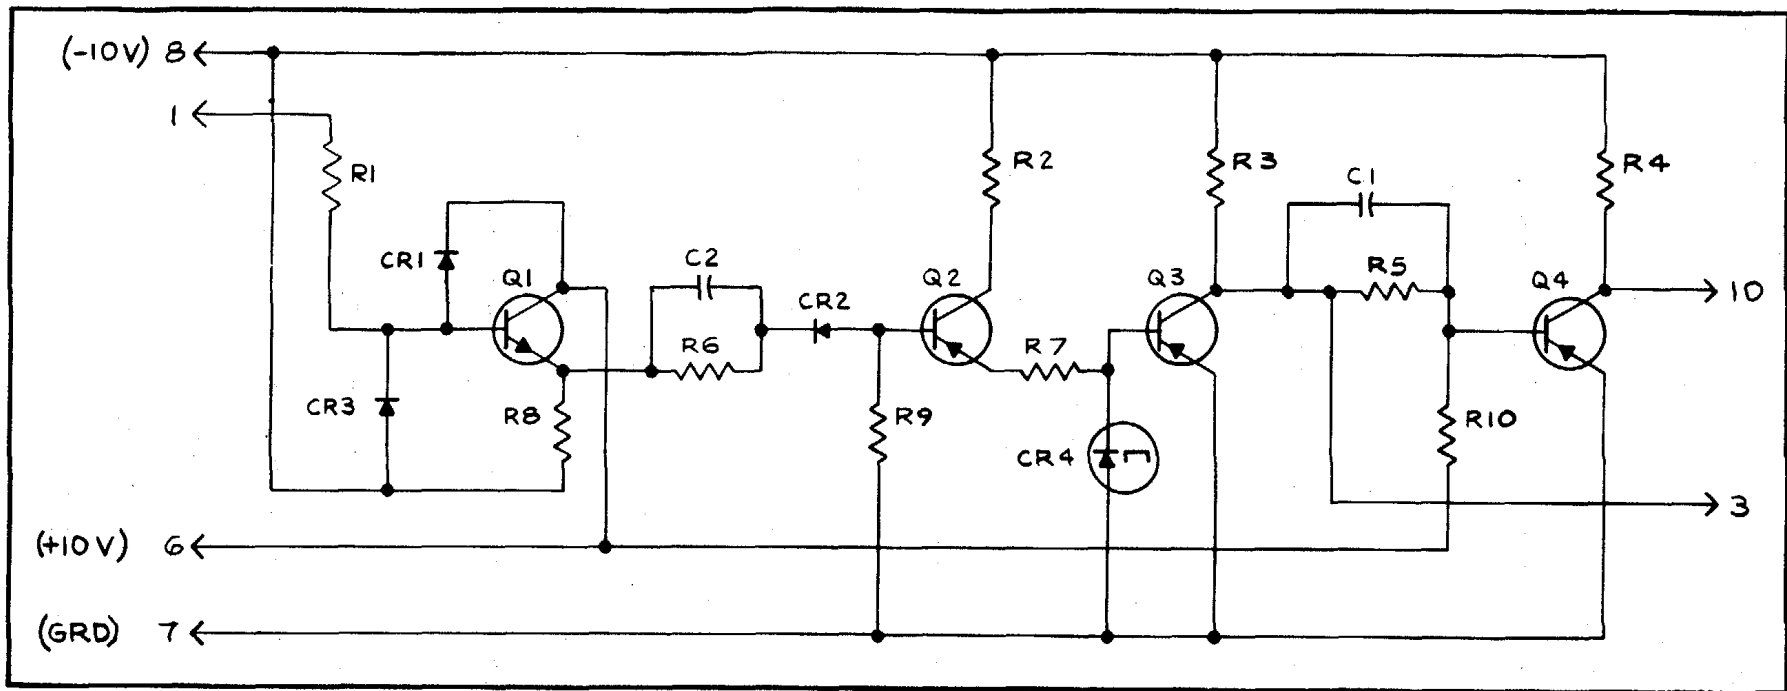 (-10V) 8
1
R1
R2
R3
C1
R4
CR1
Q1
C2
CR2
Q2
Q3
R5
Q4
10
R6
R7
CR3
R8
R9
CR4
R10
3
(+10V) 6
(GRD) 7